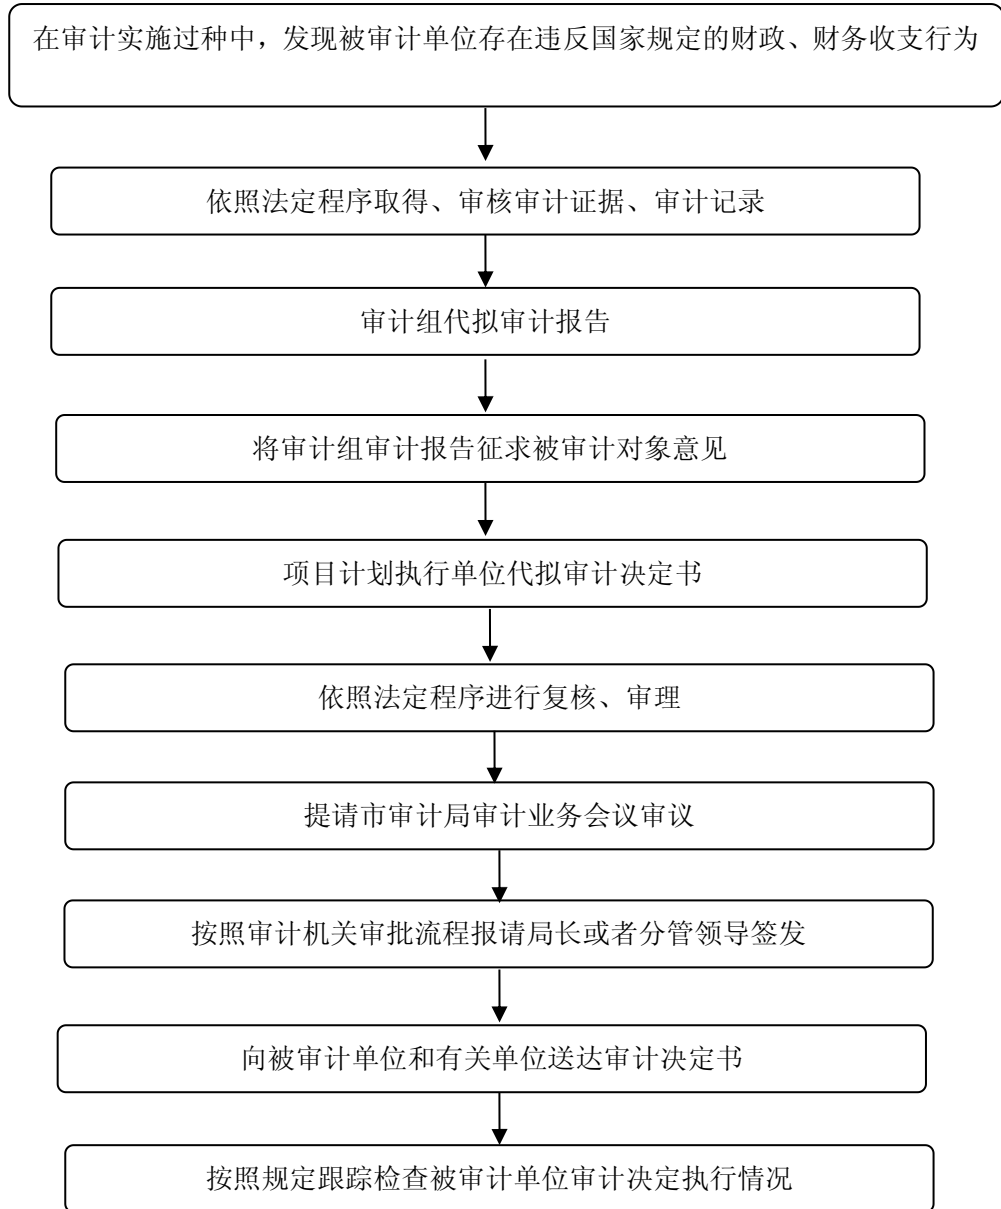 在审计实施过种中，发现被审计单位存在违反国家规定的财政、财务收支行为
依照法定程序取得、审核审计证据、审计记录
审计组代拟审计报告
将审计组审计报告征求被审计对象意见
项目计划执行单位代拟审计决定书
依照法定程序进行复核、审理
提请市审计局审计业务会议审议
按照审计机关审批流程报请局长或者分管领导签发
向被审计单位和有关单位送达审计决定书
按照规定跟踪检查被审计单位审计决定执行情况